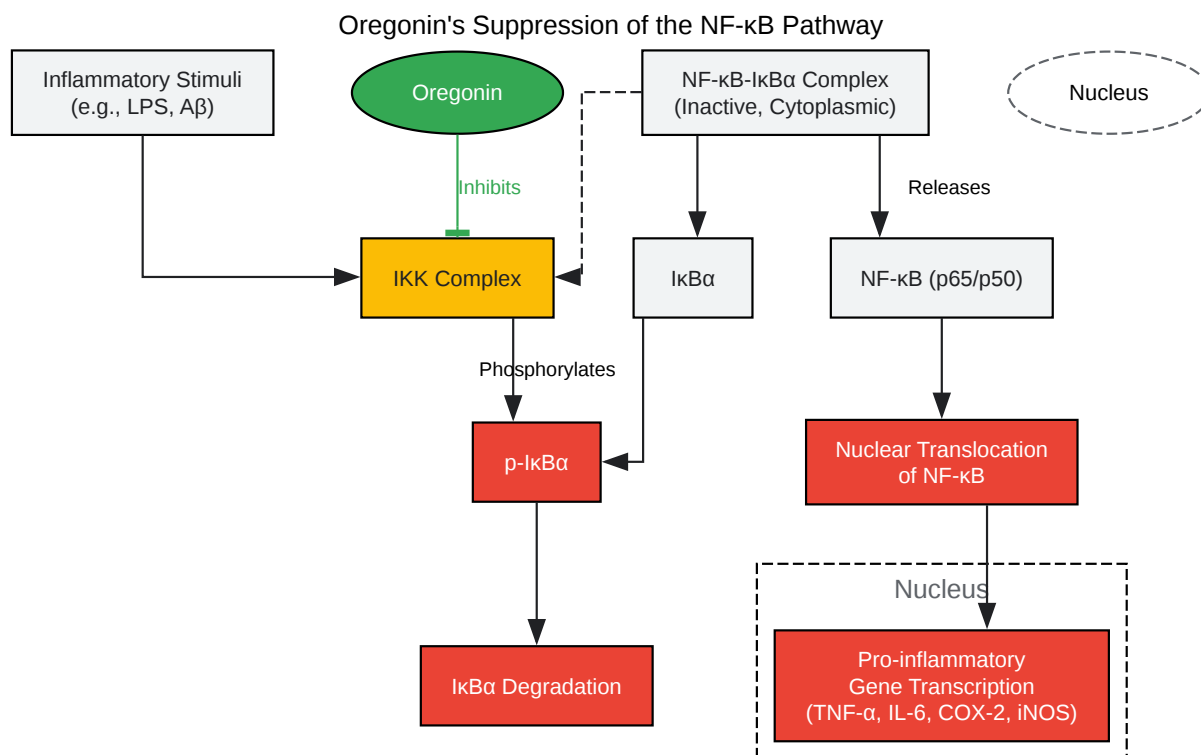 Oregonin's Suppression of the NF-κB Pathway
Inflammatory Stimuli
(e.g., LPS, Aβ)
Oregonin
NF-κB-IκBα Complex
(Inactive, Cytoplasmic)
Nucleus
Inhibits
Releases
IKK Complex
IκBα
NF-κB (p65/p50)
Phosphorylates
p-IκBα
Nuclear Translocation
of NF-κB
Nucleus
IκBα Degradation
Pro-inflammatory
Gene Transcription
(TNF-α, IL-6, COX-2, iNOS)